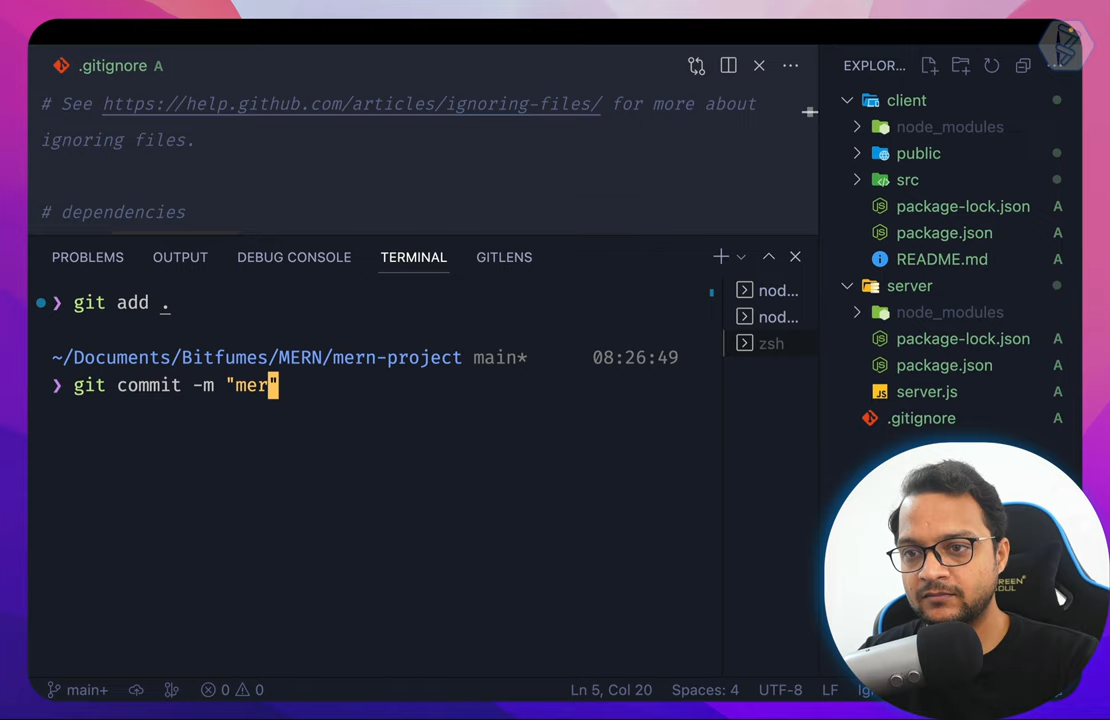 .gitignore A
EXPLOR...
# See https://help.github.com/articles/ignoring-files/ for more about
ignoring files.
# dependencies
PROBLEMS OUTPUT DEBUG CONSOLE TERMINAL GITLENS
❯ git add .
~/Documents/Bitfumes/MERN/mern-project main* 08:26:49
❯ git commit -m "mer"
nod...
nod...
zsh
client
node_modules
public
src
package-lock.json A
package.json A
README.md A
server
node_modules
package-lock.json A
package.json A
JS server.js A
.gitignore A
SOUL
main+ 0 0 Ln 5, Col 20 Spaces: 4 UTF-8 LF